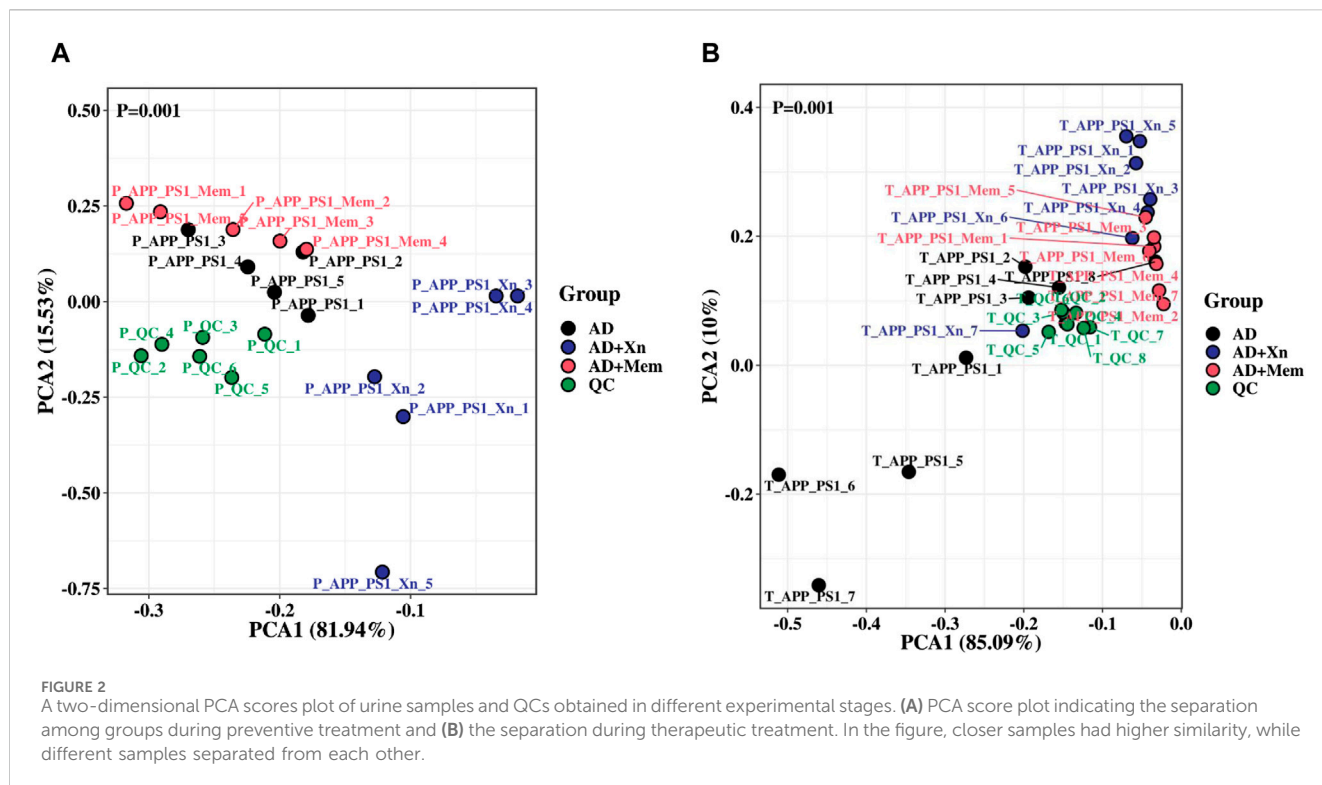 A
P=0.001
0.50
0.25
0.00
-0.25
-0.50
-0.75
PCA2 (15.53%)
P_APP_PS1_Mem_1
P_APP_PS1_Mem_2
P_APP_PS1_Mem_3
P_APP_PS1_3
P_APP_PS1_Mem_4
P_APP_PS1_4
P_APP_PS1_2
P_APP_PS1_5
P_APP_PS1_Xn_3
P_APP_PS1_1
P_APP_PS1_Xn_4
P_QC_4
P_QC_3
P_QC_1
P_QC_2
P_QC_6
P_QC_5
P_APP_PS1_Xn_2
P_APP_PS1_Xn_1
P_APP_PS1_Xn_5
-0.3
-0.2
-0.1
PCA1 (81.94%)
Group
AD
AD+Xn
AD+Mem
QC
B
P=0.001
0.4
0.2
0.0
-0.2
PCA2 (10%)
T_APP_PS1_Xn_5
T_APP_PS1_Xn_1
T_APP_PS1_Xn_2
T_APP_PS1_Mem_5
T_APP_PS1_Xn_3
T_APP_PS1_Xn_4
T_APP_PS1_Xn_6
T_APP_PS1_Mem_3
T_APP_PS1_Mem_1
T_APP_PS1_2
T_APP_PS1_4
T_APP_PS1_8
T_APP_PS1_3
T_QC_3
T_APP_PS1_Xn_7
T_QC_7
T_QC_1
T_QC_5
T_QC_8
T_APP_PS1_1
T_APP_PS1_5
T_APP_PS1_6
T_APP_PS1_7
-0.5
-0.4
-0.3
-0.2
-0.1
0.0
PCA1 (85.09%)
Group
AD
AD+Xn
AD+Mem
QC
FIGURE 2
A two-dimensional PCA scores plot of urine samples and QCs obtained in different experimental stages. (A) PCA score plot indicating the separation
among groups during preventive treatment and (B) the separation during therapeutic treatment. In the figure, closer samples had higher similarity, while
different samples separated from each other.